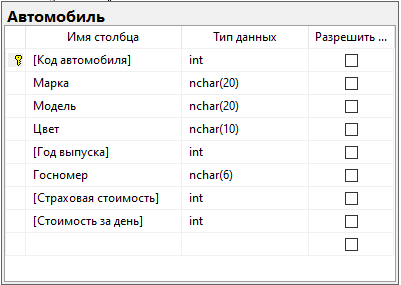 Автомобиль
Имя столбца Тип данных Разрешить ...
[Код автомобиля] int
Марка nchar(20)
Модель nchar(20)
Цвет nchar(10)
[Год выпуска] int
Госномер nchar(6)
[Страховая стоимость] int
[Стоимость за день] int